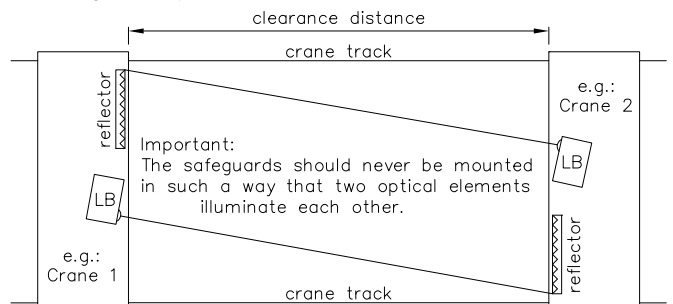 clearance distance
crane track
reflector
e.g.:
Crane 2
Important:
The safeguards should never be mounted
in such a way that two optical elements
illuminate each other.
LB
LB
e.g.:
Crane 1
reflector
crane track